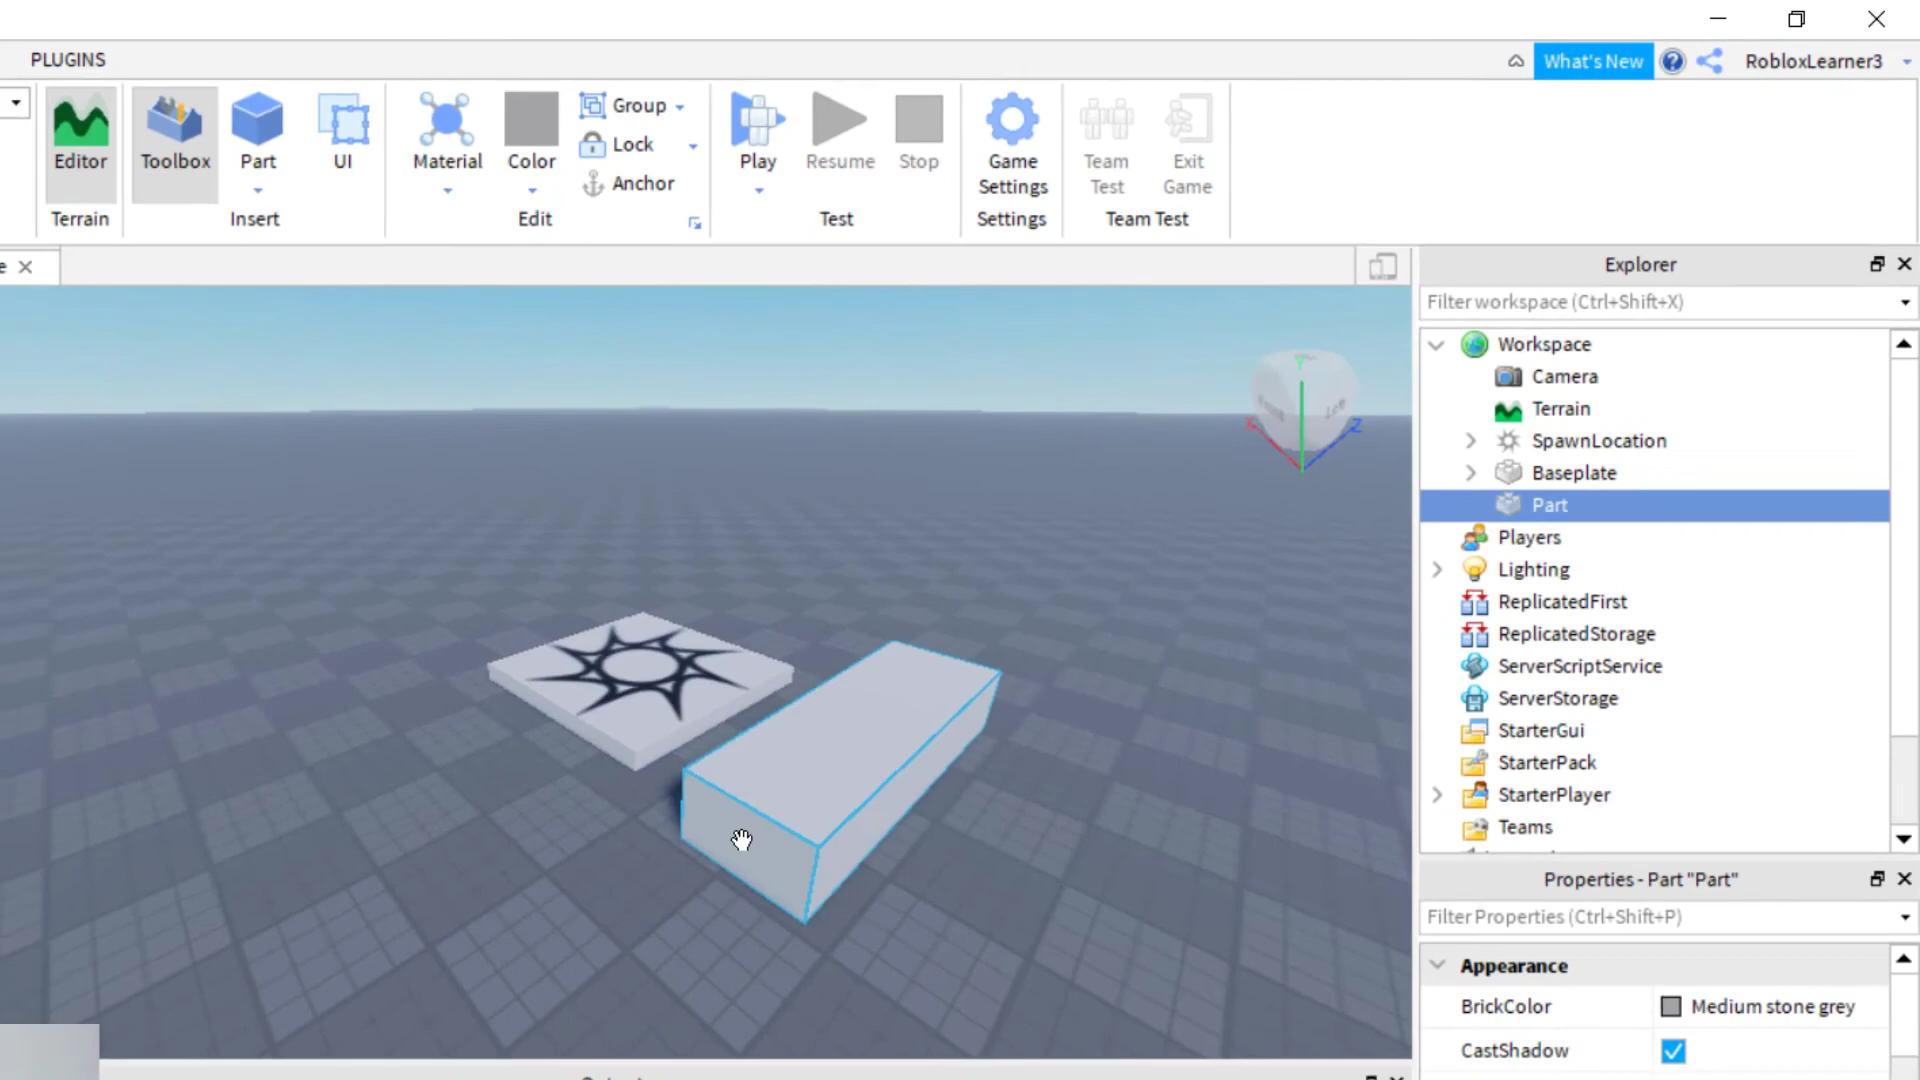 PLUGINS
What's New
RobloxLearner3
Editor
Toolbox
Part
UI
Material
Color
Group
Lock
Anchor
Play
Resume
Stop
Game Settings
Team Test
Exit Game
Terrain
Insert
Edit
Test
Settings
Team Test
e
Explorer
Filter workspace (Ctrl+Shift+X)
Workspace
Camera
Terrain
SpawnLocation
Baseplate
Part
Players
Lighting
ReplicatedFirst
ReplicatedStorage
ServerScriptService
ServerStorage
StarterGui
StarterPack
StarterPlayer
Teams
Y
X
Z
Properties - Part "Part"
Filter Properties (Ctrl+Shift+P)
Appearance
BrickColor
Medium stone grey
CastShadow